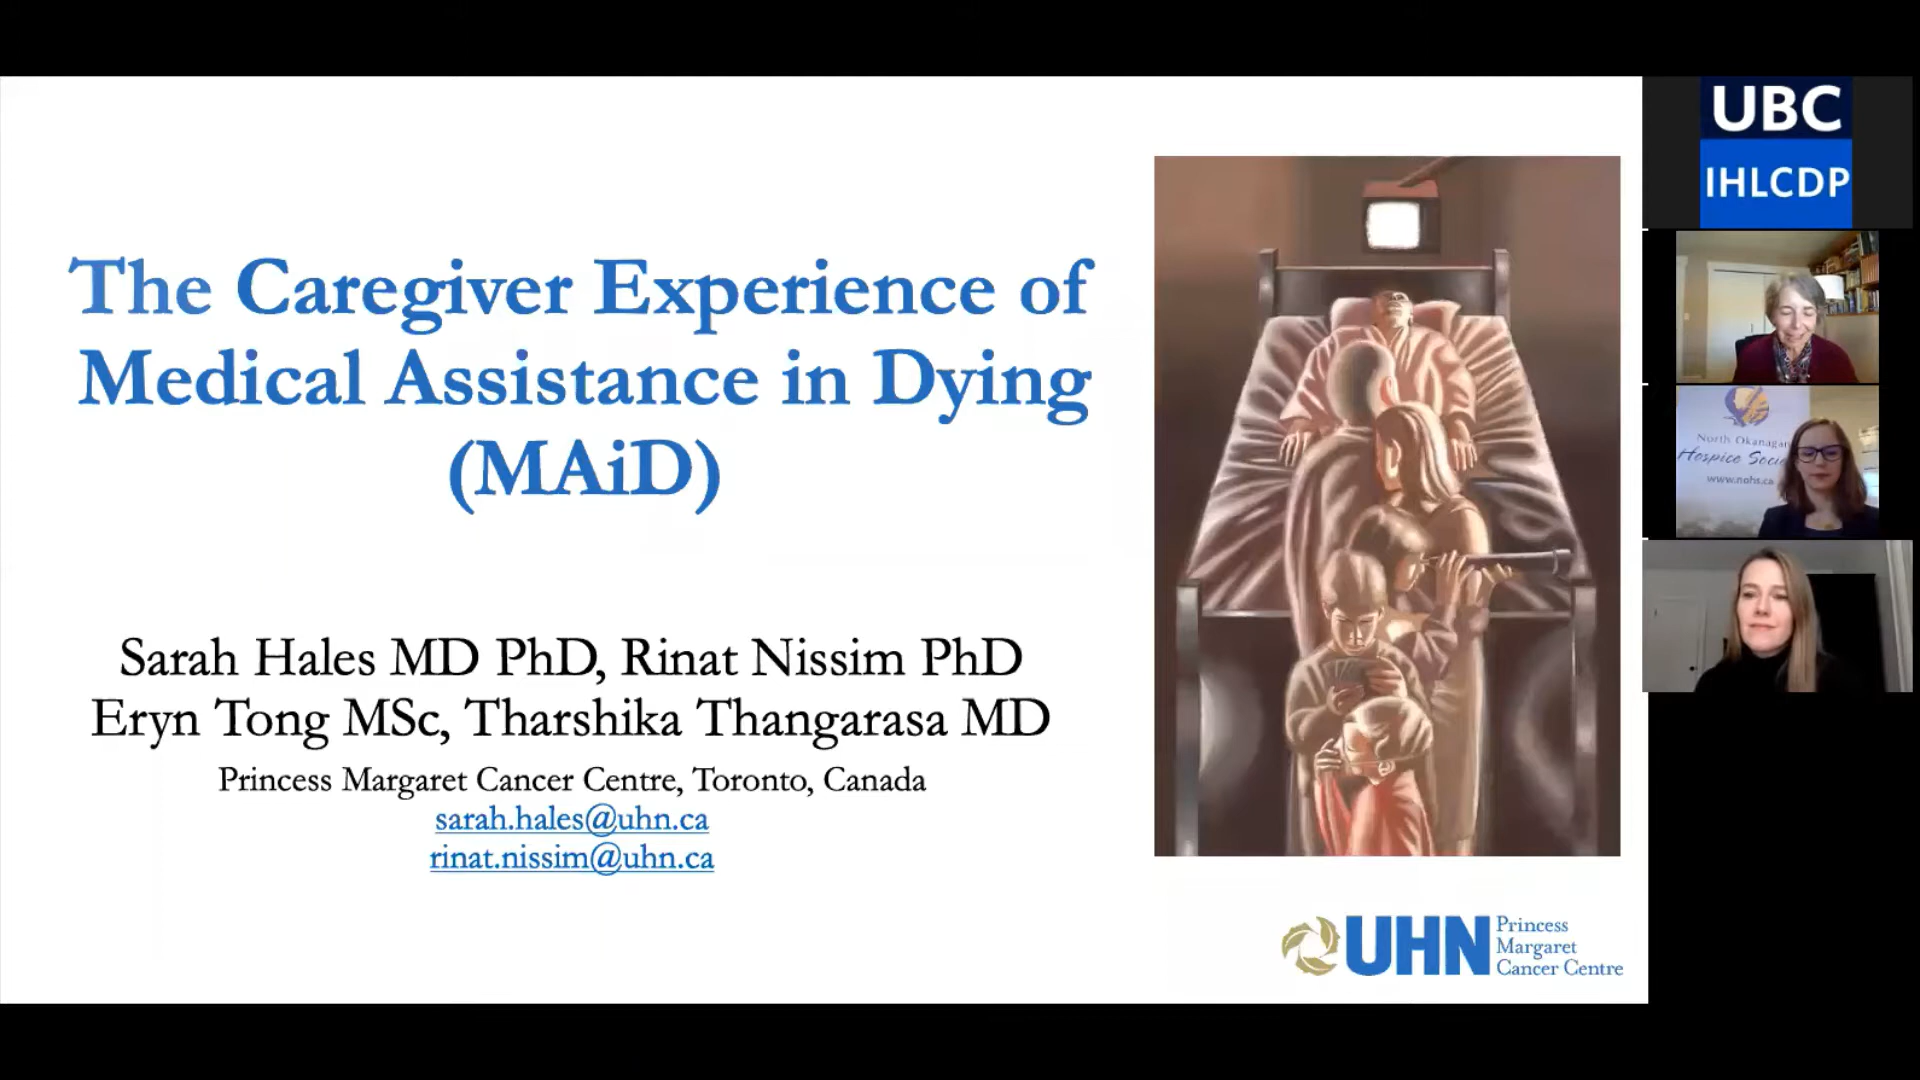 The Caregiver Experience of
Medical Assistance in Dying
(MAiD)
Sarah Hales MD PhD, Rinat Nissim PhD
Eryn Tong MSc, Tharshika Thangarasa MD
Princess Margaret Cancer Centre, Toronto, Canada
sarah.hales@uhn.ca
rinat.nissim@uhn.ca
UHN
Princess
Margaret
Cancer Centre
UBC
IHLCDP
North Okanagan
Hospice Soci
www.nohs.ca